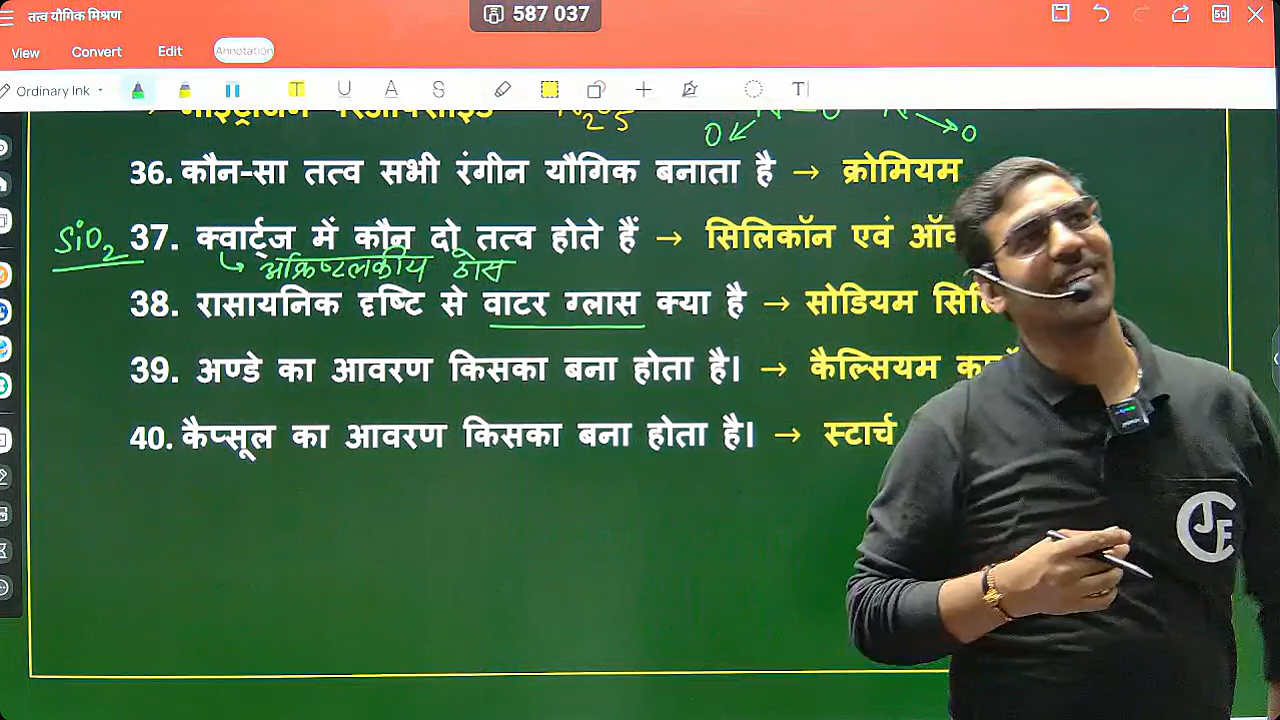 तत्व यौगिक मिश्रण
587 037
50
View Convert Edit Annotation
Ordinary Ink
36. कौन-सा तत्व सभी रंगीन यौगिक बनाता है → क्रोमियम
SiO2 37. क्वार्ट्ज में कौन दो तत्व होते हैं → सिलिकॉन एवं
अक्रिष्टलकीय ठोस
38. रासायनिक दृष्टि से वाटर ग्लास क्या है → सोडियम
39. अण्डे का आवरण किसका बना होता है। → कैल्सियम
40. कैप्सूल का आवरण किसका बना होता है। → स्टार्च